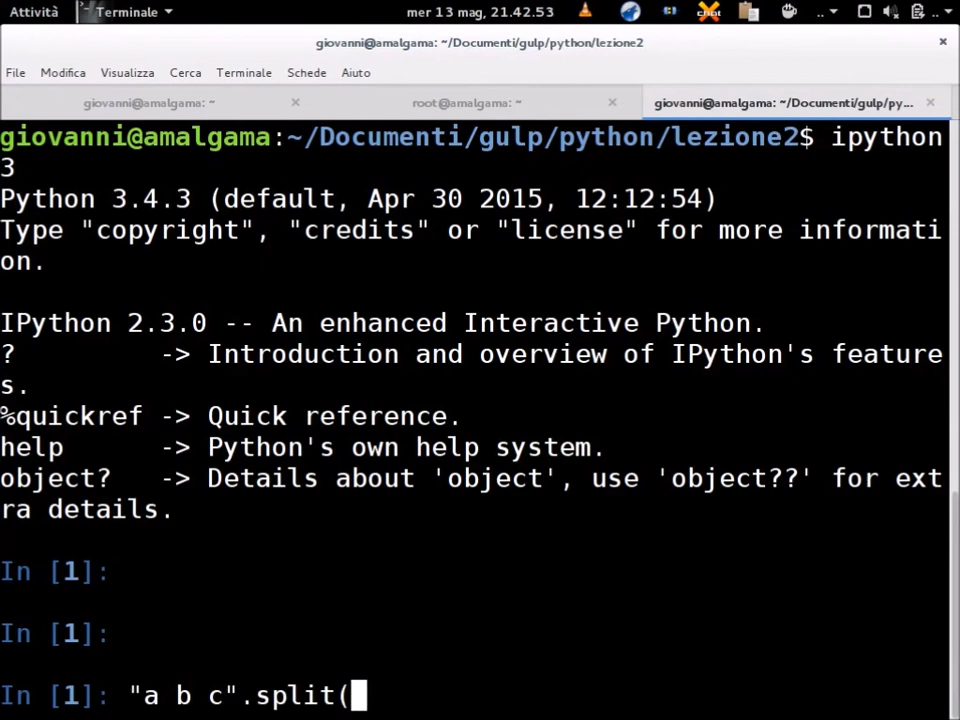 Attività Terminale mer 13 mag, 21.42.53
giovanni@amalgama: ~/Documenti/gulp/python/lezione2
File Modifica Visualizza Cerca Terminale Schede Aiuto
giovanni@amalgama: ~ root@amalgama: ~ giovanni@amalgama: ~/Documenti/gulp/py...
giovanni@amalgama:~/Documenti/gulp/python/lezione2$ ipython
3
Python 3.4.3 (default, Apr 30 2015, 12:12:54)
Type "copyright", "credits" or "license" for more informati
on.
IPython 2.3.0 -- An enhanced Interactive Python.
? -> Introduction and overview of IPython's feature
s.
%quickref -> Quick reference.
help -> Python's own help system.
object? -> Details about 'object', use 'object??' for ext
ra details.
In [1]:
In [1]:
In [1]: "a b c".split(